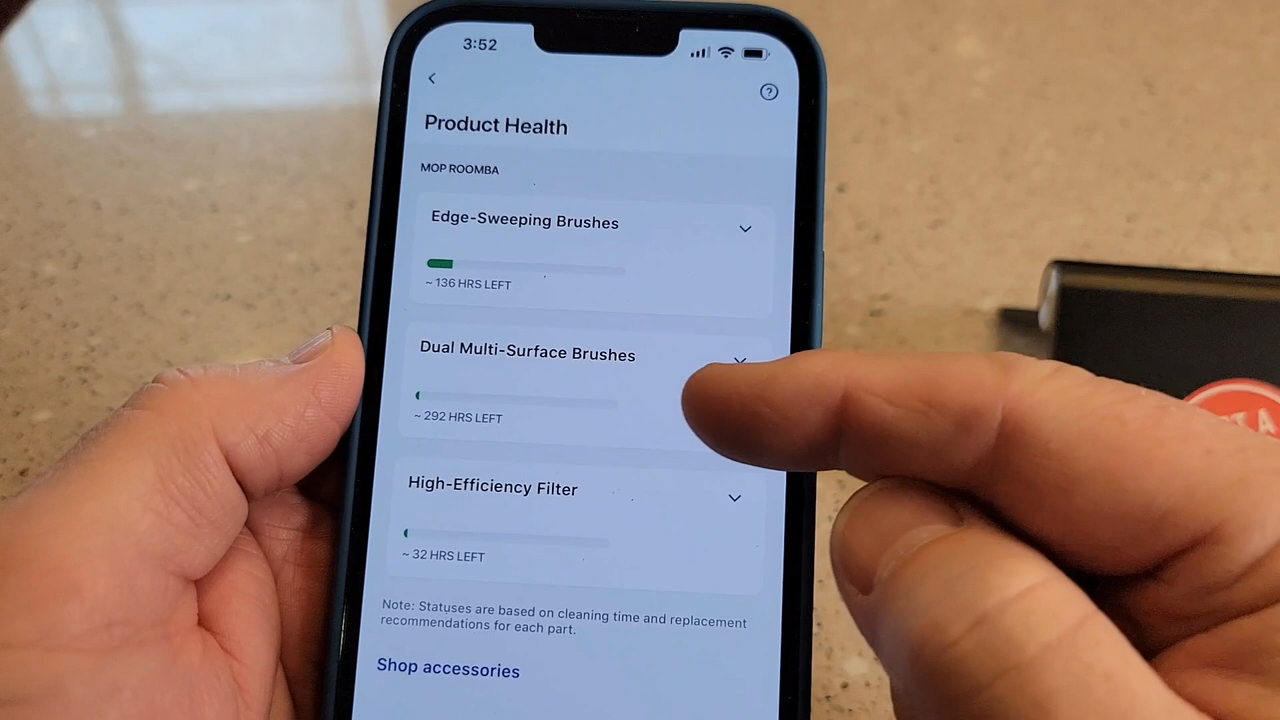 3:52
Product Health
MOP ROOMBA
Edge-Sweeping Brushes
~ 136 HRS LEFT
Dual Multi-Surface Brushes
~ 292 HRS LEFT
High-Efficiency Filter
~ 32 HRS LEFT
Note: Statuses are based on cleaning time and replacement
recommendations for each part.
Shop accessories